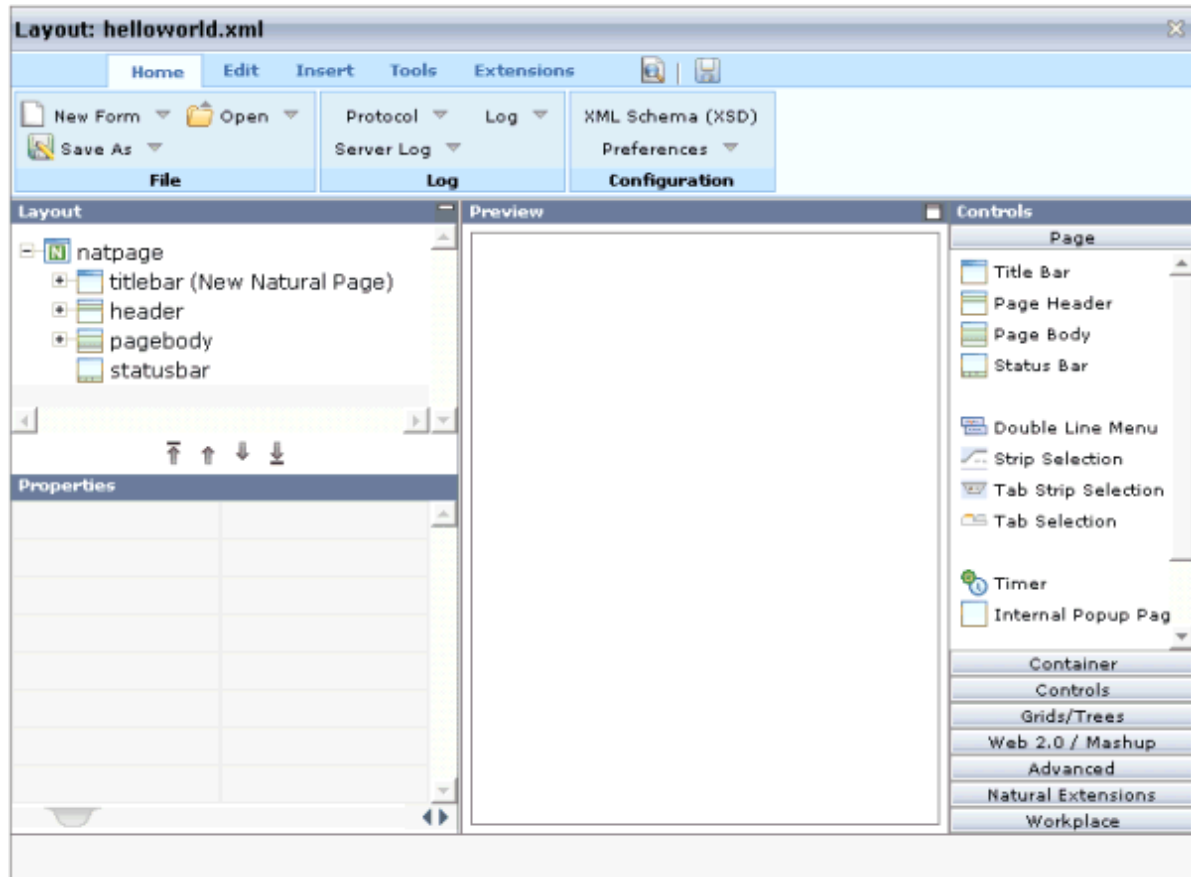 Layout: helloworld.xml
Home Edit Insert Tools Extensions
New Form Open
Save As
File
Protocol Log
Server Log
Log
XML Schema (XSD)
Preferences
Configuration
Layout
natpage
titlebar (New Natural Page)
header
pagebody
statusbar
Properties
Preview
Controls
Page
Title Bar
Page Header
Page Body
Status Bar
Double Line Menu
Strip Selection
Tab Strip Selection
Tab Selection
Timer
Internal Popup Pag
Container
Controls
Grids/Trees
Web 2.0 / Mashup
Advanced
Natural Extensions
Workplace